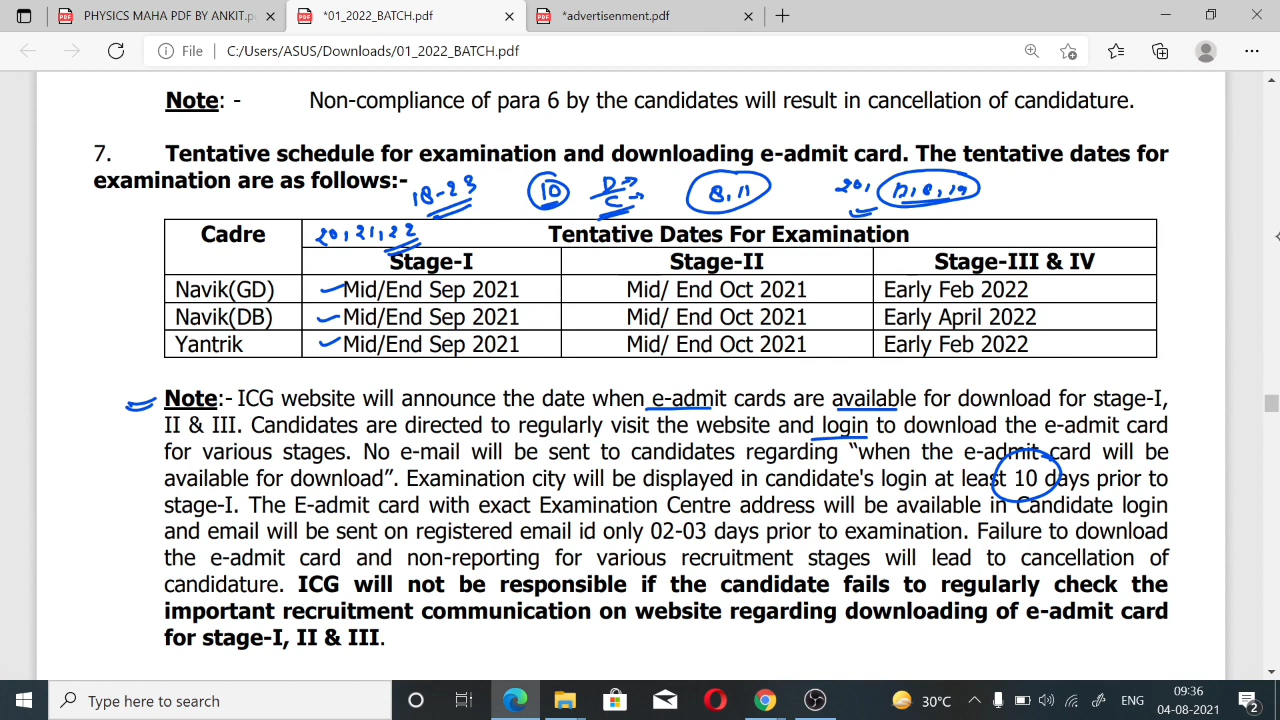 PHYSICS MAHA PDF BY ANKIT.p
*01_2022_BATCH.pdf
*advertisenment.pdf
File C:/Users/ASUS/Downloads/01_2022_BATCH.pdf
Note: - Non-compliance of para 6 by the candidates will result in cancellation of candidature.
7. Tentative schedule for examination and downloading e-admit card. The tentative dates for
examination are as follows:-
18-23 10 D C 8, 11 20,
20, 21, 22
Cadre Tentative Dates For Examination
Stage-I Stage-II Stage-III & IV
Navik(GD) Mid/End Sep 2021 Mid/ End Oct 2021 Early Feb 2022
Navik(DB) Mid/End Sep 2021 Mid/ End Oct 2021 Early April 2022
Yantrik Mid/End Sep 2021 Mid/ End Oct 2021 Early Feb 2022
Note:- ICG website will announce the date when e-admit cards are available for download for stage-I,
II & III. Candidates are directed to regularly visit the website and login to download the e-admit card
for various stages. No e-mail will be sent to candidates regarding “when the e-admit card will be
available for download”. Examination city will be displayed in candidate's login at least 10 days prior to
stage-I. The E-admit card with exact Examination Centre address will be available in Candidate login
and email will be sent on registered email id only 02-03 days prior to examination. Failure to download
the e-admit card and non-reporting for various recruitment stages will lead to cancellation of
candidature. ICG will not be responsible if the candidate fails to regularly check the
important recruitment communication on website regarding downloading of e-admit card
for stage-I, II & III.
Type here to search
30°C
ENG
09:36
04-08-2021
2